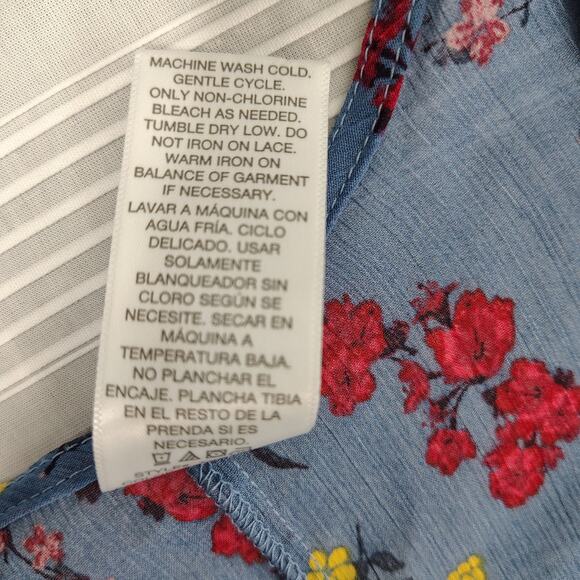 MACHINE WASH COLD.
GENTLE CYCLE.
ONLY NON-CHLORINE
BLEACH AS NEEDED.
TUMBLE DRY LOW. DO
NOT IRON ON LACE.
WARM IRON ON
BALANCE OF GARMENT
IF NECESSARY.
LAVAR A MÁQUINA CON
AGUA FRÍA. CICLO
DELICADO. USAR
SOLAMENTE
BLANQUEADOR SIN
CLORO SEGÚN SE
NECESITE. SECAR EN
MÁQUINA A
TEMPERATURA BAJA.
NO PLANCHAR EL
ENCAJE. PLANCHA TIBIA
EN EL RESTO DE LA
PRENDA SI ES
NECESARIO.